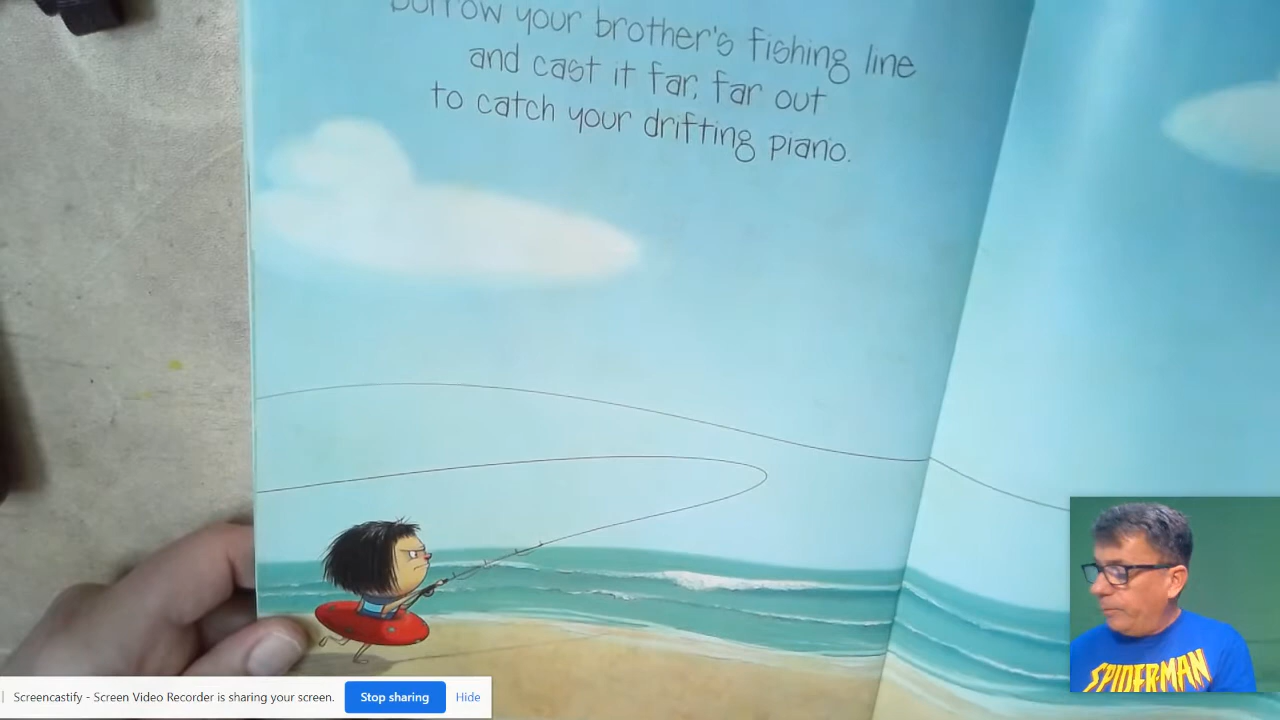 borrow your brother's fishing line
and cast it far, far out
to catch your drifting piano.
SPIDER-MAN
Screencastify - Screen Video Recorder is sharing your screen. Stop sharing Hide